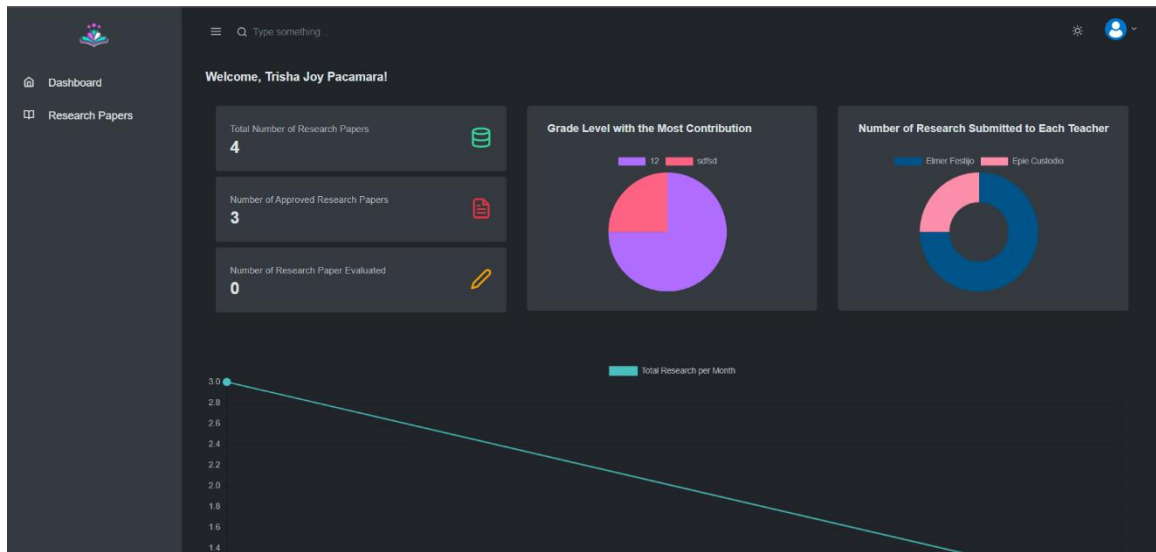 Type something...
Dashboard
Research Papers
Welcome, Trisha Joy Pacamara!
Total Number of Research Papers
4
Number of Approved Research Papers
3
Number of Research Paper Evaluated
0
Grade Level with the Most Contribution
12 sdfsd
Number of Research Submitted to Each Teacher
Elmer Festijo Epie Custodio
Total Research per Month
3.0
2.8
2.6
2.4
2.2
2.0
1.8
1.6
1.4